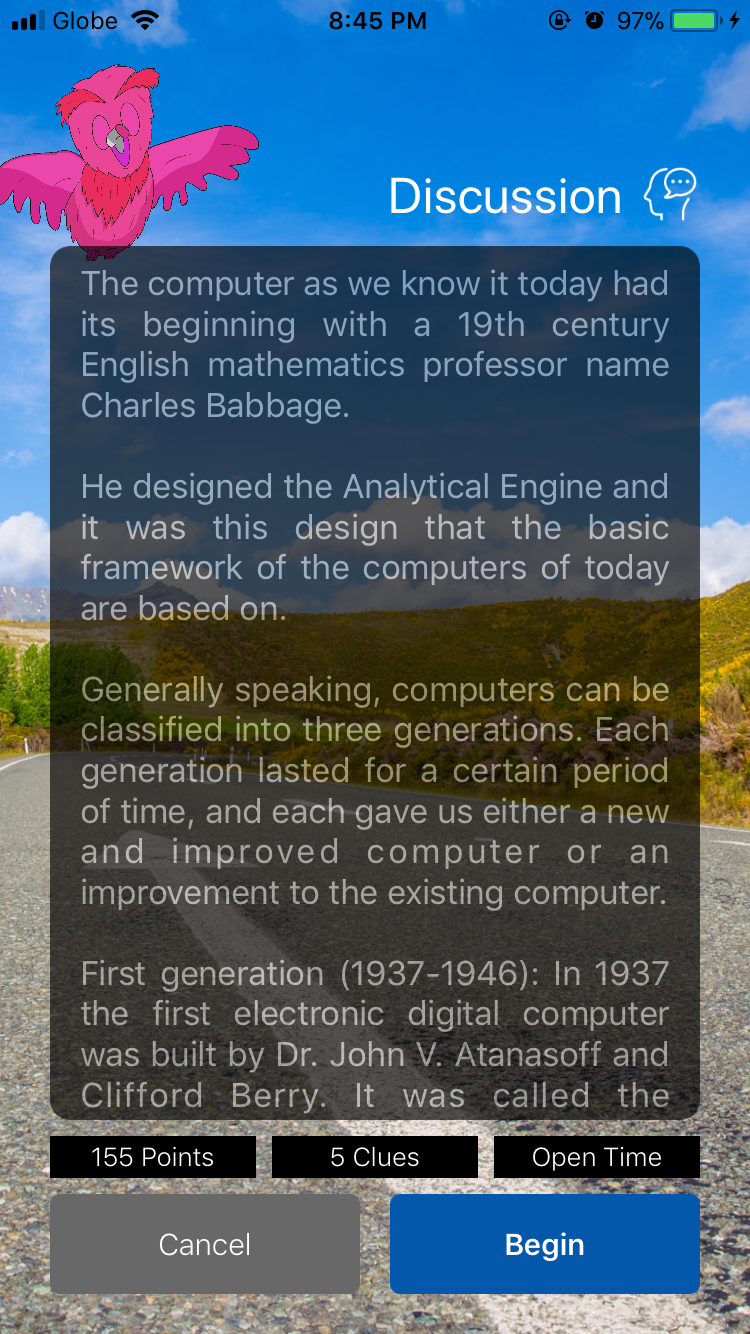 Globe 8:45 PM 97%
Discussion
The computer as we know it today had
its beginning with a 19th century
English mathematics professor name
Charles Babbage.
He designed the Analytical Engine and
it was this design that the basic
framework of the computers of today
are based on.
Generally speaking, computers can be
classified into three generations. Each
generation lasted for a certain period
of time, and each gave us either a new
and improved computer or an
improvement to the existing computer.
First generation (1937-1946): In 1937
the first electronic digital computer
was built by Dr. John V. Atanasoff and
Clifford Berry. It was called the
155 Points 5 Clues Open Time
Cancel Begin